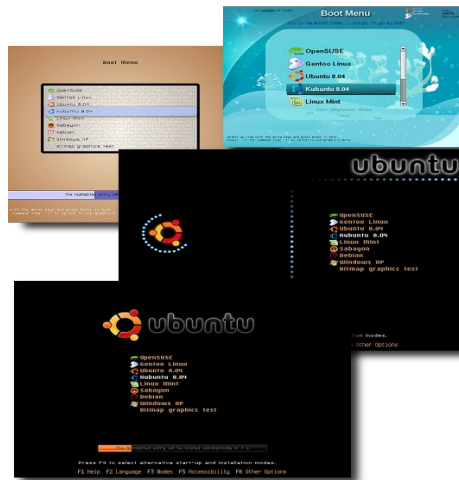 Boot Menu
OpenSUSE
Gentoo Linux
Ubuntu 8.04
Kubuntu 8.04
Linux Mint
Sabayon
Debian
Windows XP
Bitmap graphics test
Boot Menu
OpenSUSE
Gentoo Linux
Ubuntu 8.04
Kubuntu 8.04
Linux Mint
ubuntu
OpenSUSE
Gentoo Linux
Ubuntu 8.04
Kubuntu 8.04
Linux Mint
Sabayon
Debian
Windows XP
Bitmap graphics test
modes.
Other Options
ubuntu
OpenSUSE
Gentoo Linux
Ubuntu 8.04
Kubuntu 8.04
Linux Mint
Sabayon
Debian
Windows XP
Bitmap graphics test
Press F4 to select alternative start-up and installation modes.
F1 Help F2 Language F3 Modes F5 Accessibility F6 Other Options